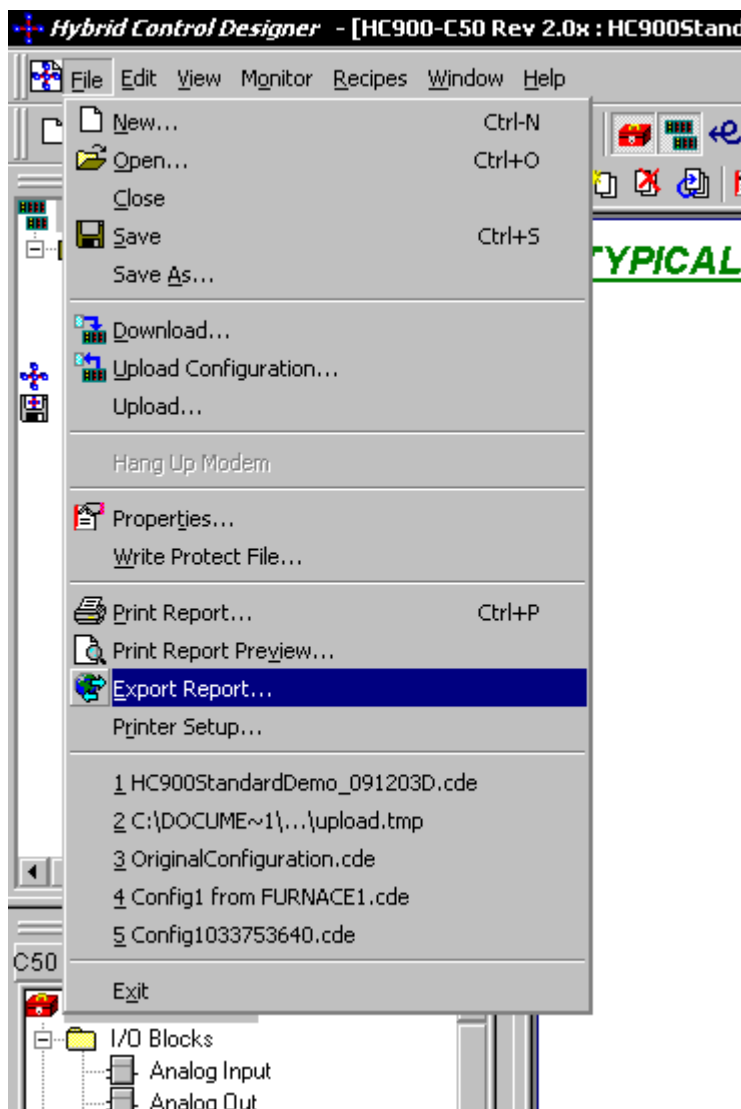 Hybrid Control Designer - [HC900-C50 Rev 2.0x : HC900Stand
File Edit View Monitor Recipes Window Help
New... Ctrl-N
Open... Ctrl+O
Close
Save Ctrl+S
Save As...
TYPICAL
Download...
Upload Configuration...
Upload...
Hang Up Modem
Properties...
Write Protect File...
Print Report... Ctrl+P
Print Report Preview...
Export Report...
Printer Setup...
1 HC900StandardDemo_091203D.cde
2 C:\DOCUME~1\...\upload.tmp
3 OriginalConfiguration.cde
4 Config1 from FURNACE1.cde
5 Config1033753640.cde
Exit
C50
I/O Blocks
Analog Input
Analog Out